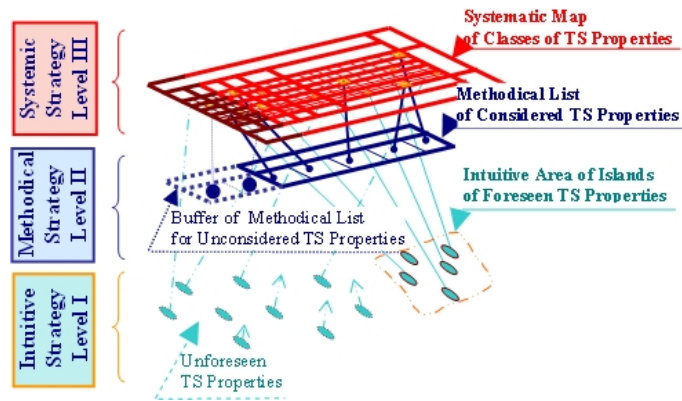 Systemic
Strategy
Level III
Methodical
Strategy
Level II
Intuitive
Strategy
Level I
Systematic Map
of Classes of TS Properties
Methodical List
of Considered TS Properties
Intuitive Area of Islands
of Foreseen TS Properties
Buffer of Methodical List
for Unconsidered TS Properties
Unforeseen
TS Properties